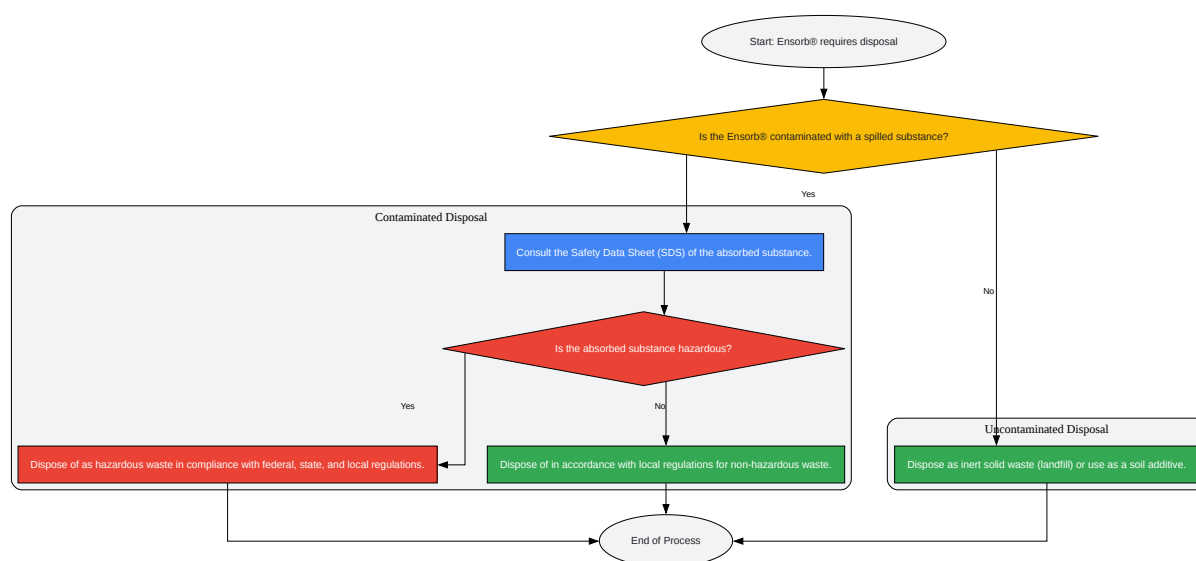 Start: Ensorb® requires disposal
Is the Ensorb® contaminated with a spilled substance?
Yes
Contaminated Disposal
Consult the Safety Data Sheet (SDS) of the absorbed substance.
No
Is the absorbed substance hazardous?
Yes
No
Uncontaminated Disposal
Dispose of as hazardous waste in compliance with federal, state, and local regulations.
Dispose of in accordance with local regulations for non-hazardous waste.
Dispose as inert solid waste (landfill) or use as a soil additive.
End of Process